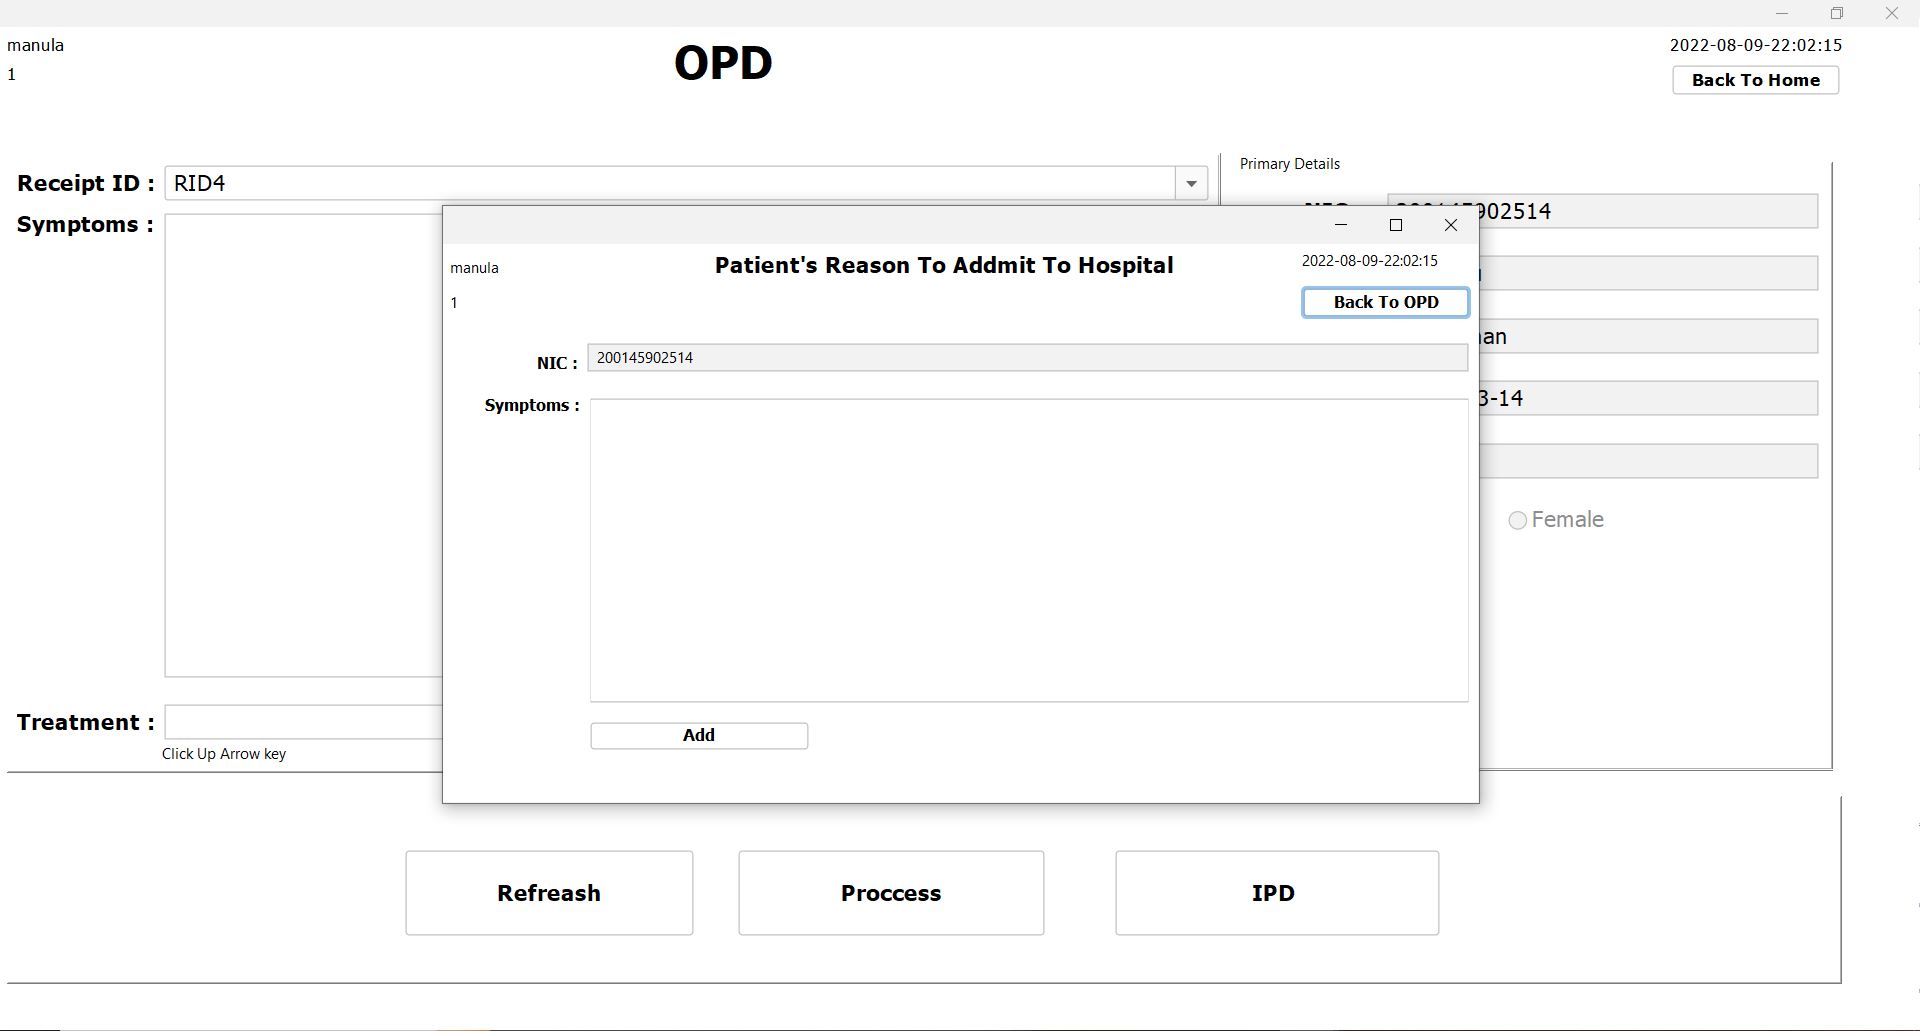 manula
OPD
2022-08-09-22:02:15
1
Back To Home
Receipt ID :
RID4
Primary Details
902514
Symptoms :
manula
Patient's Reason To Addmit To Hospital
2022-08-09-22:02:15
1
Back To OPD
an
NIC :
200145902514
3-14
Symptoms :
Female
Treatment :
Click Up Arrow key
Add
Refreash
Proccess
IPD